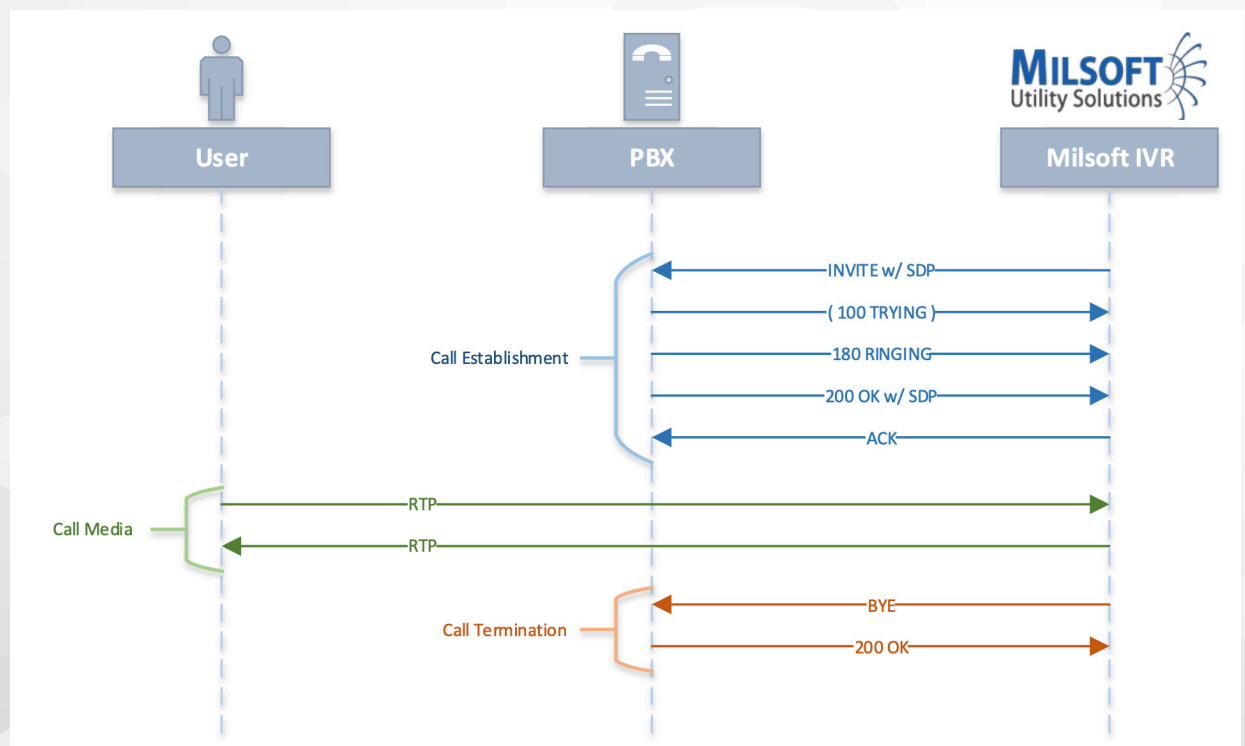 MILSOFT
Utility Solutions
User
PBX
Milsoft IVR
INVITE w/ SDP
( 100 TRYING )
180 RINGING
Call Establishment
200 OK w/ SDP
ACK
RTP
Call Media
RTP
BYE
Call Termination
200 OK